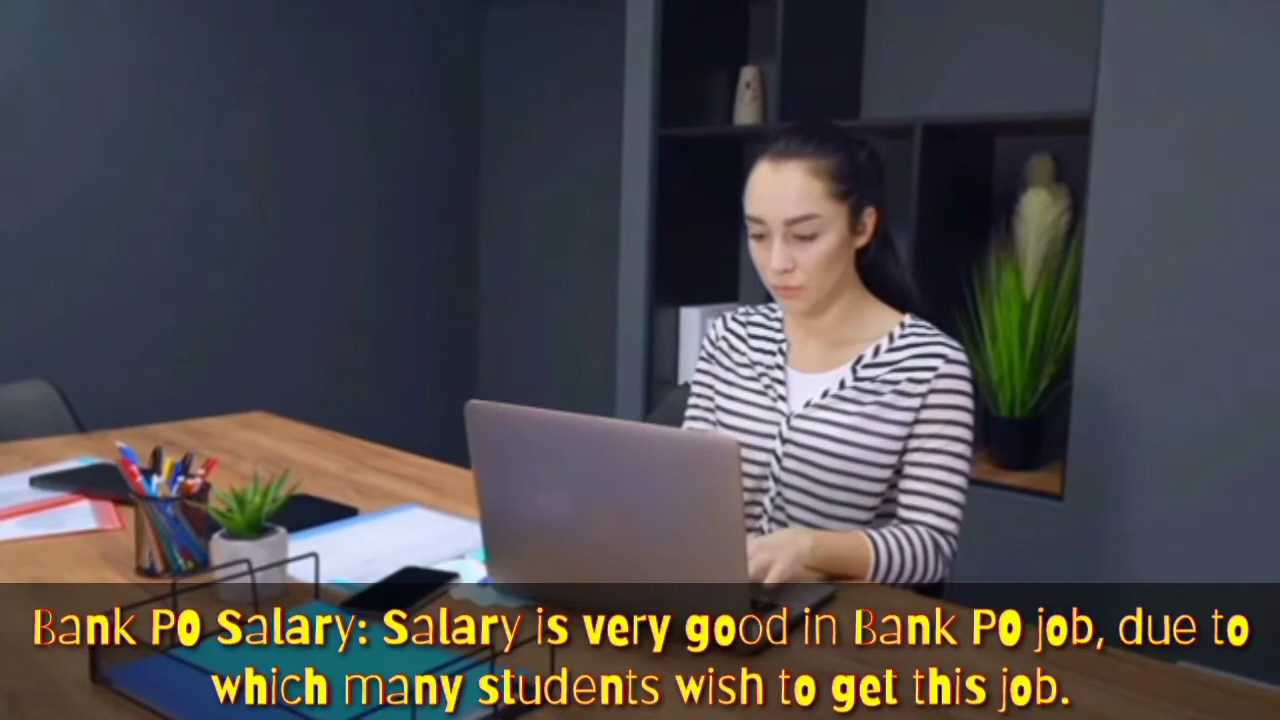 Bank PO Salary: Salary is very good in Bank PO job, due to
which many students wish to get this job.